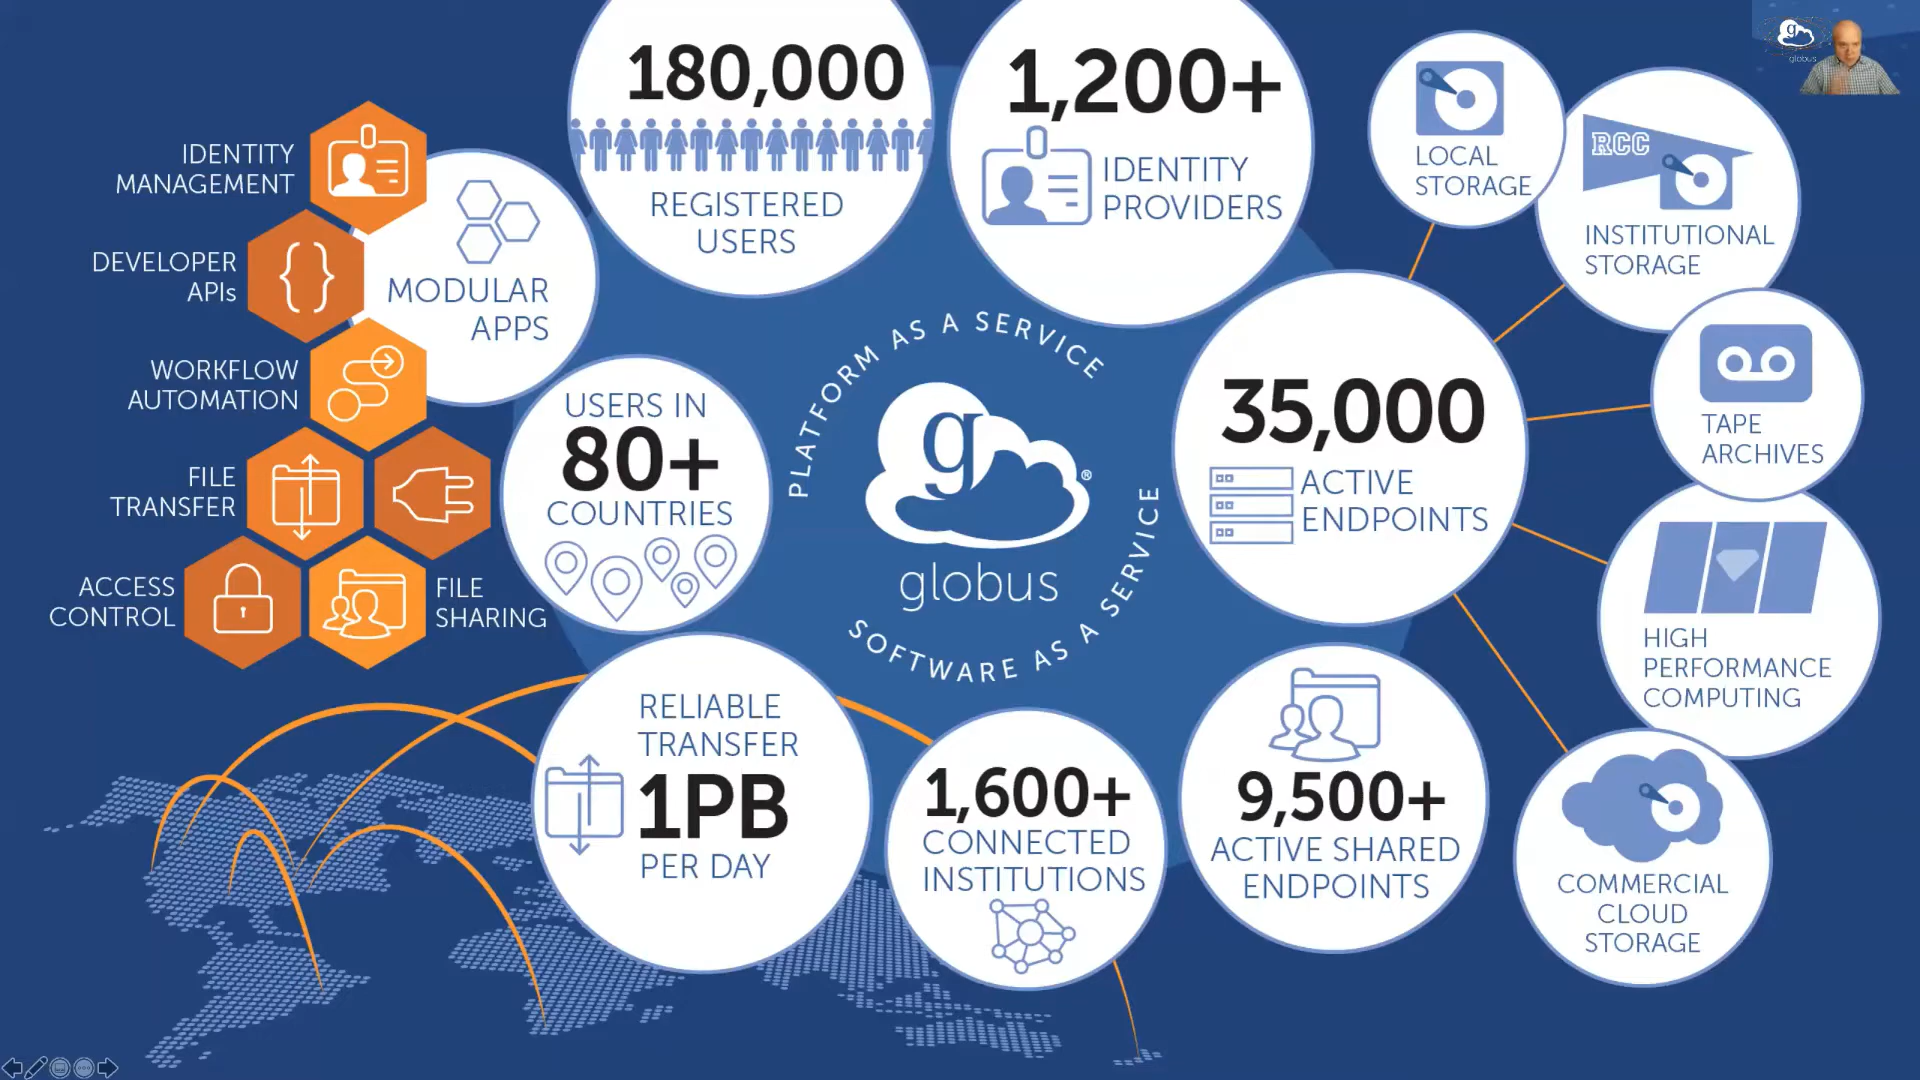 180,000
REGISTERED
USERS
1,200+
IDENTITY
PROVIDERS
LOCAL
STORAGE
RCC
INSTITUTIONAL
STORAGE
TAPE
ARCHIVES
HIGH
PERFORMANCE
COMPUTING
COMMERCIAL
CLOUD
STORAGE
35,000
ACTIVE
ENDPOINTS
IDENTITY
MANAGEMENT
DEVELOPER
APIs
WORKFLOW
AUTOMATION
FILE
TRANSFER
ACCESS
CONTROL
FILE
SHARING
MODULAR
APPS
USERS IN
80+
COUNTRIES
PLATFORM AS A SERVICE
g
®
globus
SOFTWARE AS A SERVICE
RELIABLE
TRANSFER
1PB
PER DAY
1,600+
CONNECTED
INSTITUTIONS
9,500+
ACTIVE SHARED
ENDPOINTS
g
globus